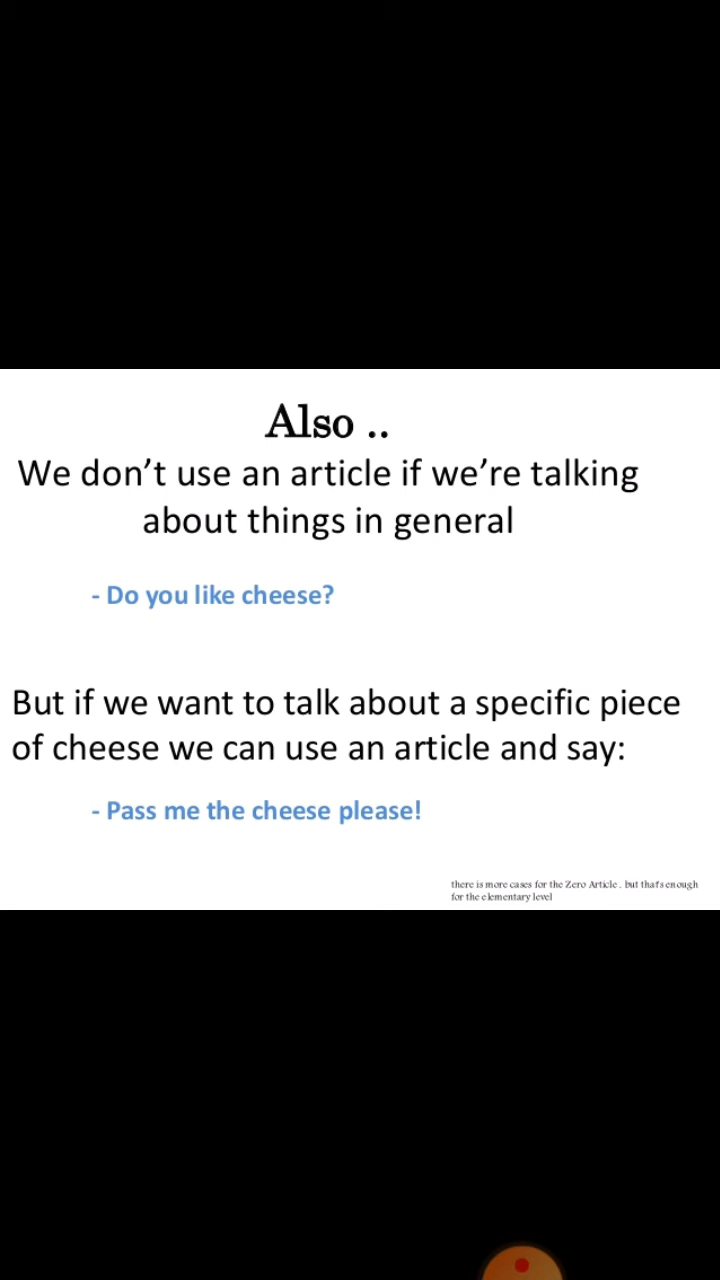 Also ..
We don’t use an article if we’re talking
about things in general
- Do you like cheese?
But if we want to talk about a specific piece
of cheese we can use an article and say:
- Pass me the cheese please!
there is more cases for the Zero Article . but that's enough
for the elementary level